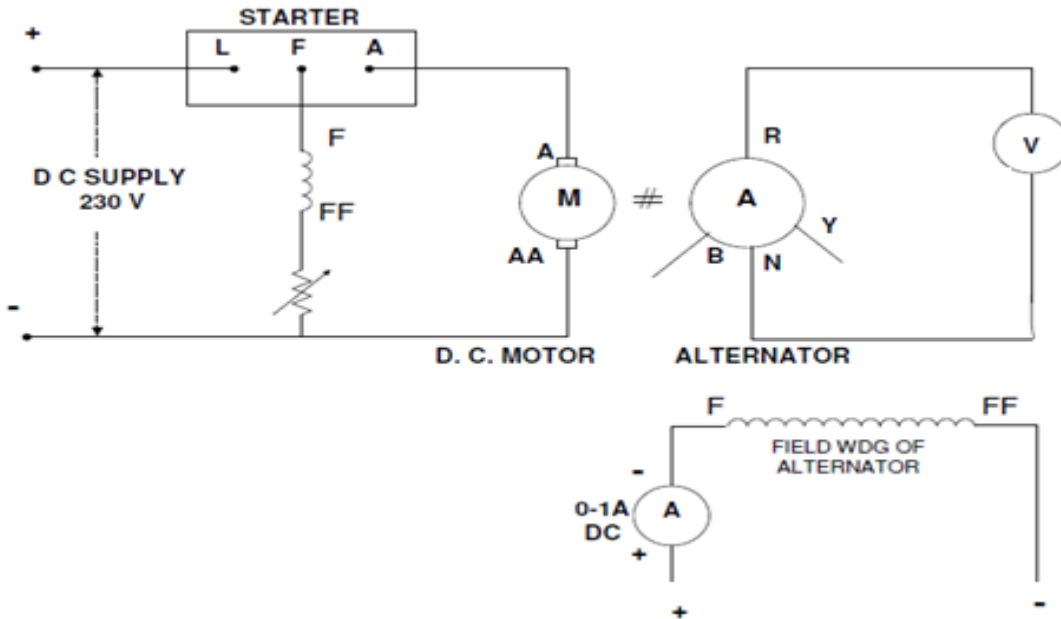 STARTER
+
L F A
F
D C SUPPLY
230 V
FF
-
A
M
AA
#
R
A
Y
B
N
V
D. C. MOTOR
ALTERNATOR
F
FF
FIELD WDG OF
ALTERNATOR
-
0-1A
DC
A
+
+
-